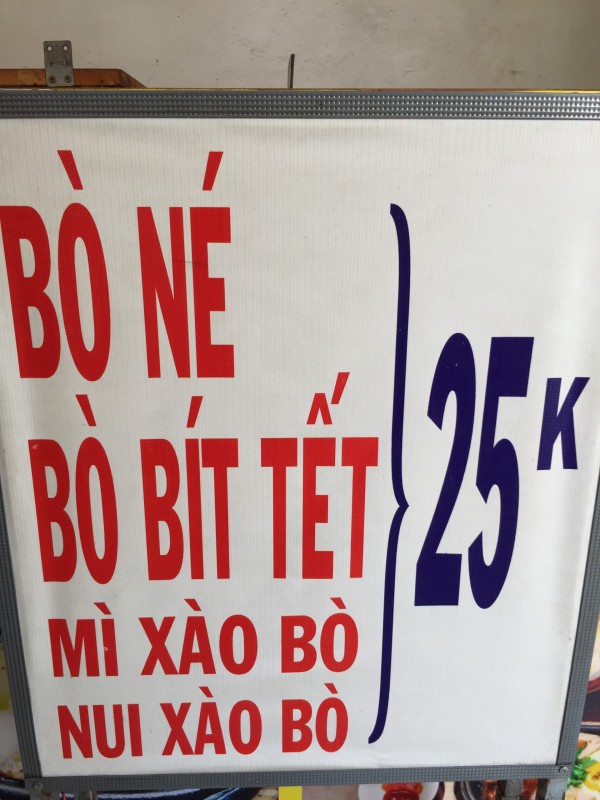 BÒ NÉ
BÒ BÍT TẾT
MÌ XÀO BÒ
NUI XÀO BÒ
25K